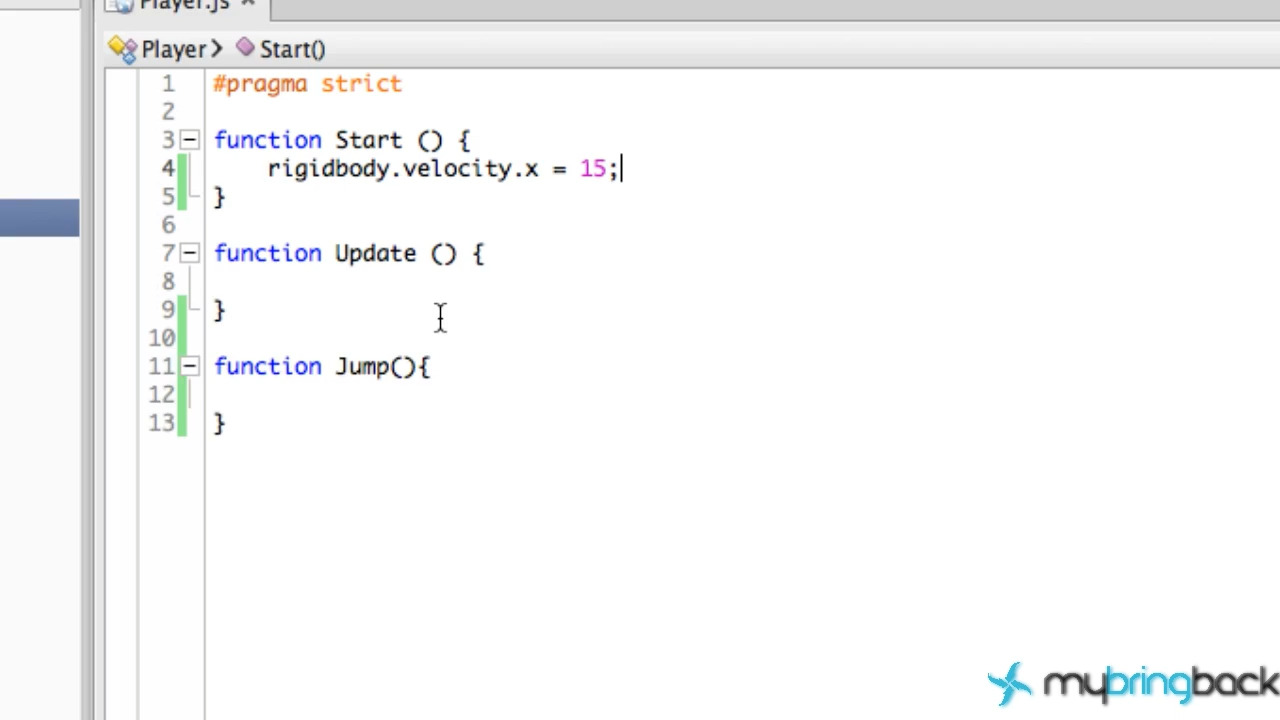 Player.js ×
Player > Start()
1 #pragma strict
2
3 function Start () {
4 rigidbody.velocity.x = 15;
5 }
6
7 function Update () {
8
9 }
10
11 function Jump(){
12
13 }
mybringback